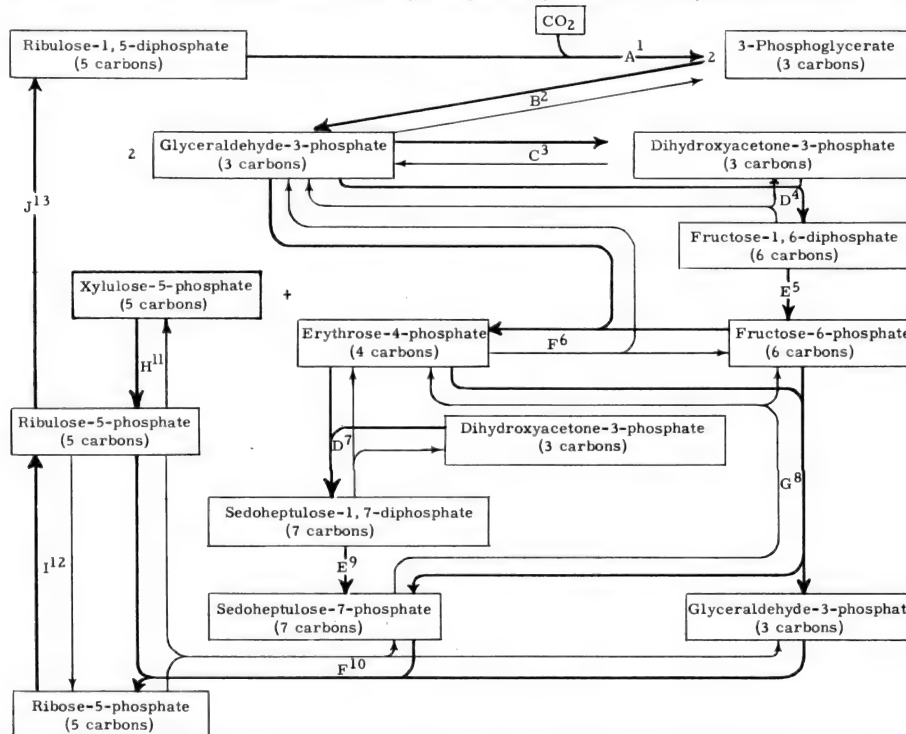 CO₂
Ribulose-1,5-diphosphate
(5 carbons)
A¹
2
3-Phosphoglycerate
(3 carbons)
B²
2
Glyceraldehyde-3-phosphate
(3 carbons)
C³
Dihydroxyacetone-3-phosphate
(3 carbons)
D⁴
J¹³
Fructose-1,6-diphosphate
(6 carbons)
Xylulose-5-phosphate
(5 carbons)
+
E⁵
Erythrose-4-phosphate
(4 carbons)
F⁶
Fructose-6-phosphate
(6 carbons)
H¹¹
Ribulose-5-phosphate
(5 carbons)
D⁷
Dihydroxyacetone-3-phosphate
(3 carbons)
G⁸
Sedoheptulose-1,7-diphosphate
(7 carbons)
I¹²
E⁹
Sedoheptulose-7-phosphate
(7 carbons)
Glyceraldehyde-3-phosphat
(3 carbons)
F¹⁰
Ribose-5-phosphate
(5 carbons)